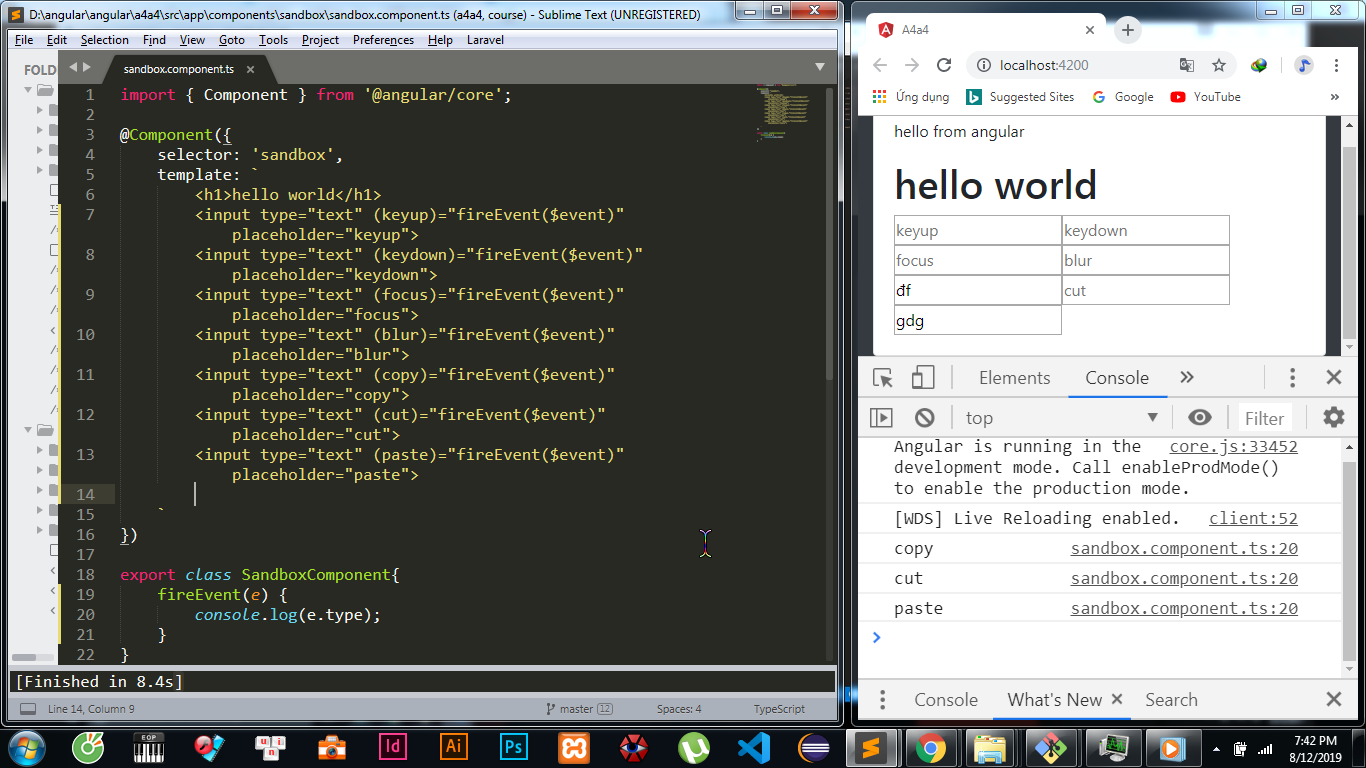 D:\angular\angular\a4a4\src\app\components\sandbox\sandbox.component.ts (a4a4, course) - Sublime Text (UNREGISTERED)
File Edit Selection Find View Goto Tools Project Preferences Help Laravel
FOLD
sandbox.component.ts
1 import { Component } from '@angular/core';
2
3 @Component({
4 selector: 'sandbox',
5 template: `
6 <h1>hello world</h1>
7 <input type="text" (keyup)="fireEvent($event)"
placeholder="keyup">
8 <input type="text" (keydown)="fireEvent($event)"
placeholder="keydown">
9 <input type="text" (focus)="fireEvent($event)"
placeholder="focus">
10 <input type="text" (blur)="fireEvent($event)"
placeholder="blur">
11 <input type="text" (copy)="fireEvent($event)"
placeholder="copy">
12 <input type="text" (cut)="fireEvent($event)"
placeholder="cut">
13 <input type="text" (paste)="fireEvent($event)"
placeholder="paste">
14
15 `
16 })
17
18 export class SandboxComponent{
19 fireEvent(e) {
20 console.log(e.type);
21 }
22 }
[Finished in 8.4s]
Line 14, Column 9 master 12 Spaces: 4 TypeScript
A4a4
localhost:4200
Ứng dụng Suggested Sites Google YouTube »
hello from angular
hello world
keyup keydown
focus blur
đf cut
gdg
Elements Console »
top Filter
Angular is running in the core.js:33452
development mode. Call enableProdMode()
to enable the production mode.
[WDS] Live Reloading enabled. client:52
copy sandbox.component.ts:20
cut sandbox.component.ts:20
paste sandbox.component.ts:20
Console What's New Search
EOP
u i n
Id Ai Ps
7:42 PM
8/12/2019